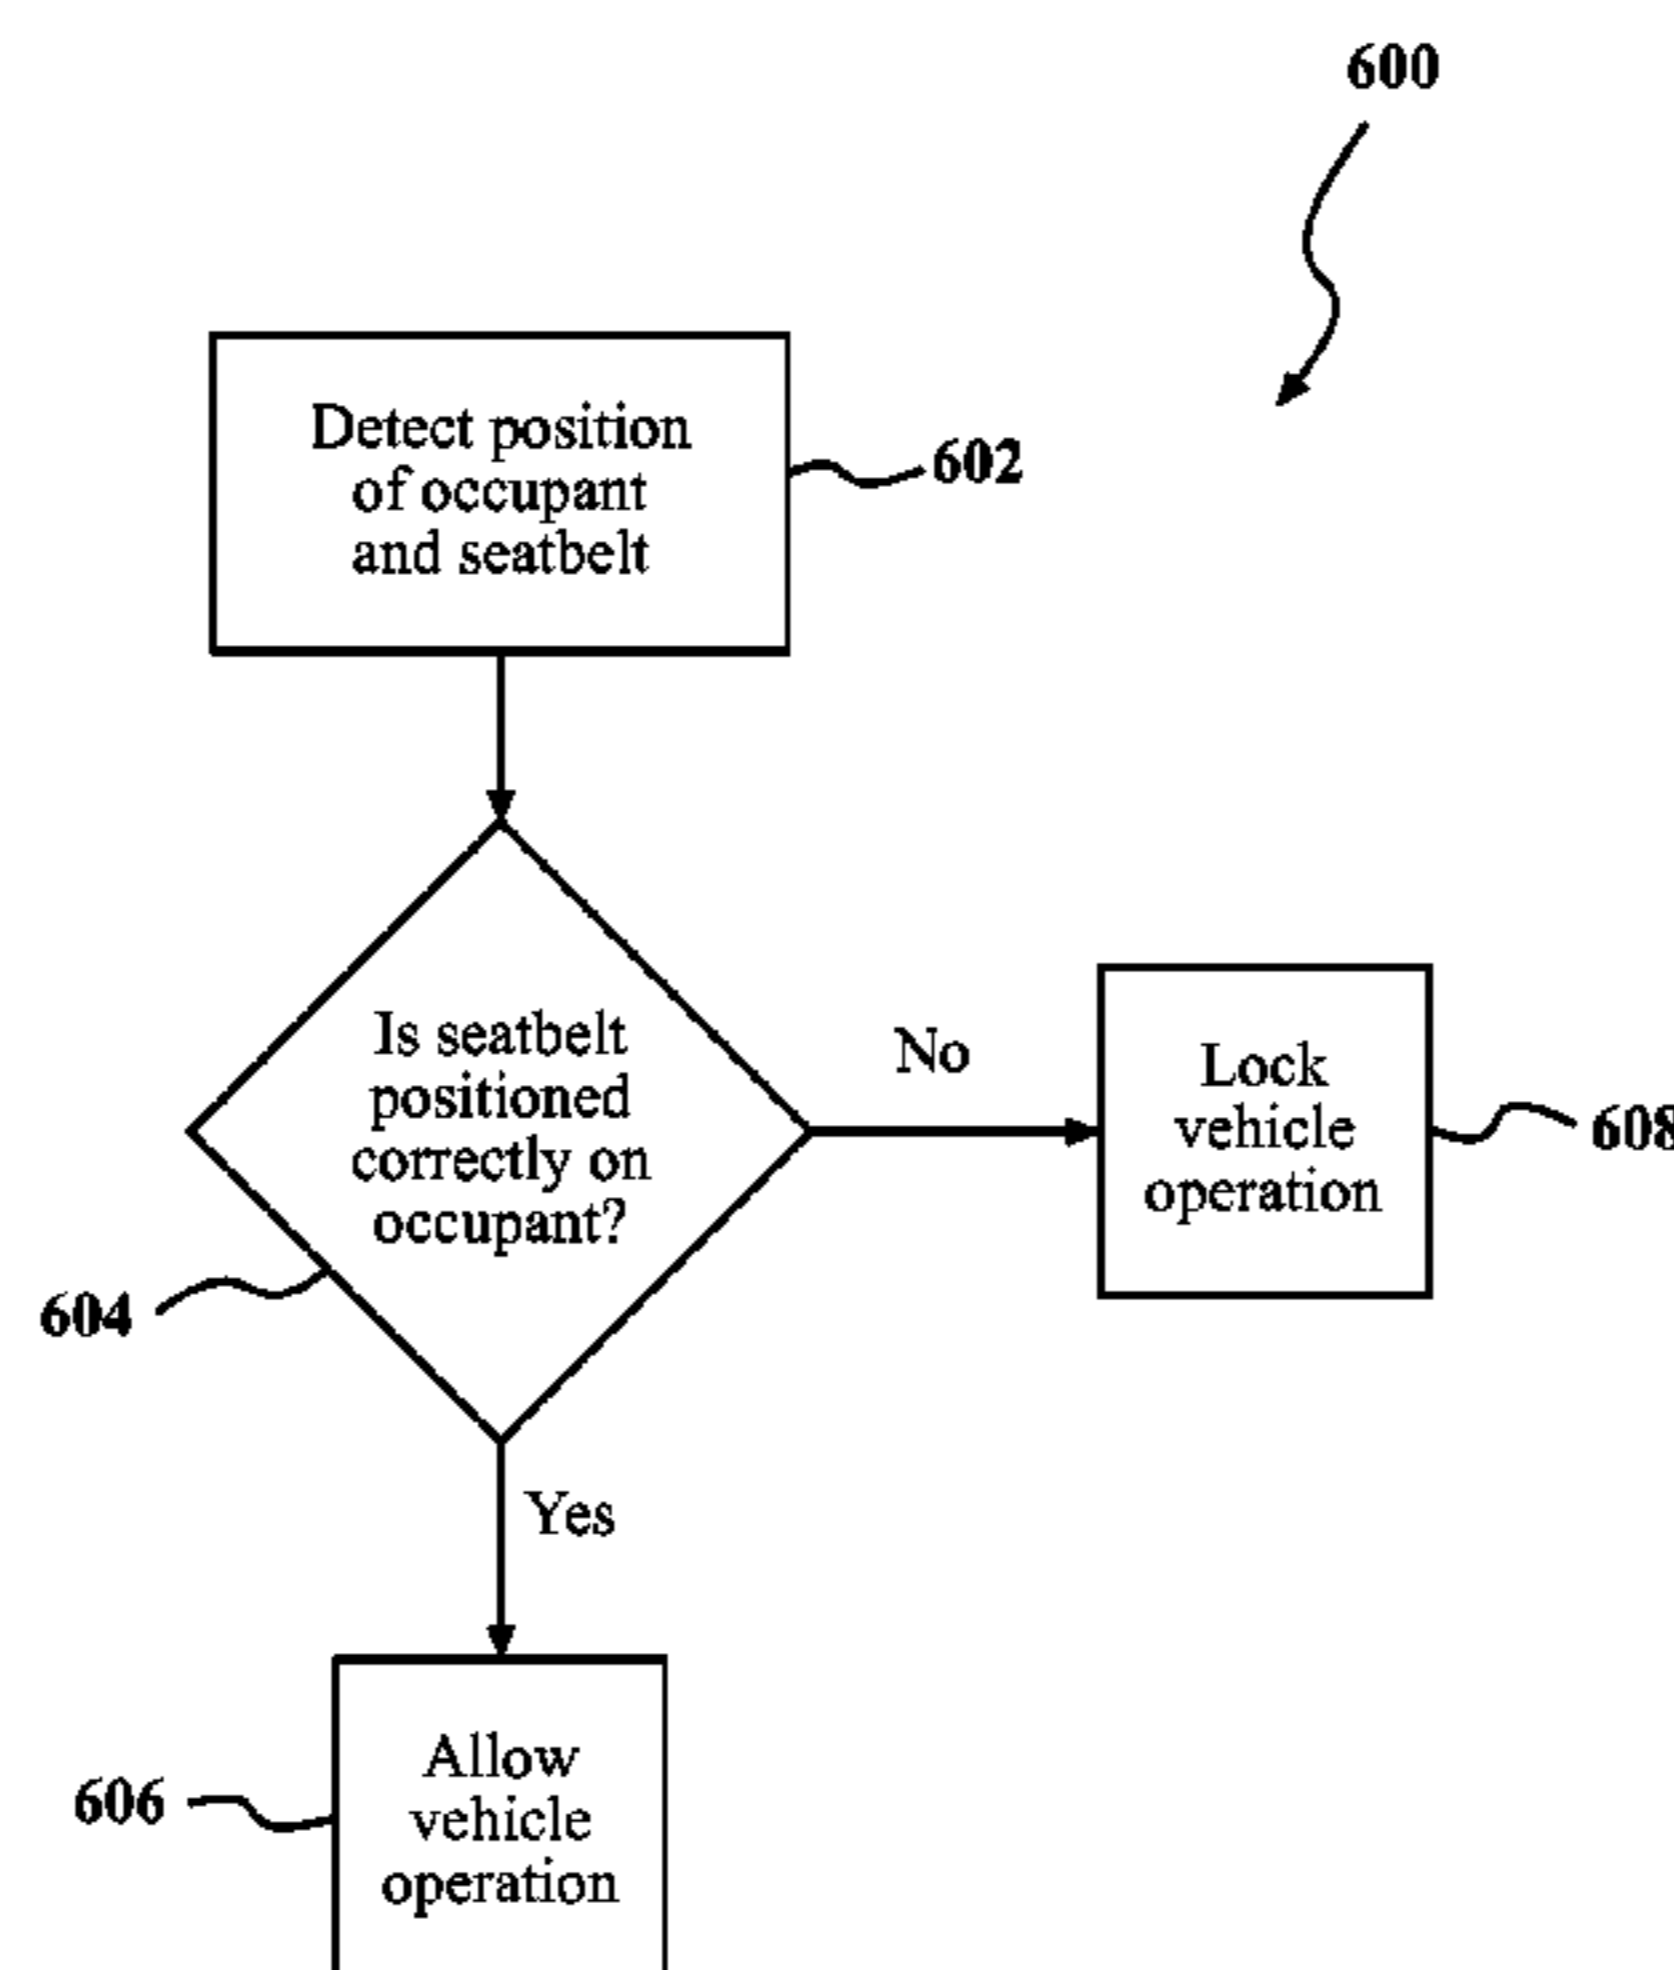 600
Detect position
of occupant
and seatbelt
602
Is seatbelt
positioned
correctly on
occupant?
No
Lock
vehicle
operation
608
604
Yes
Allow
vehicle
operation
606